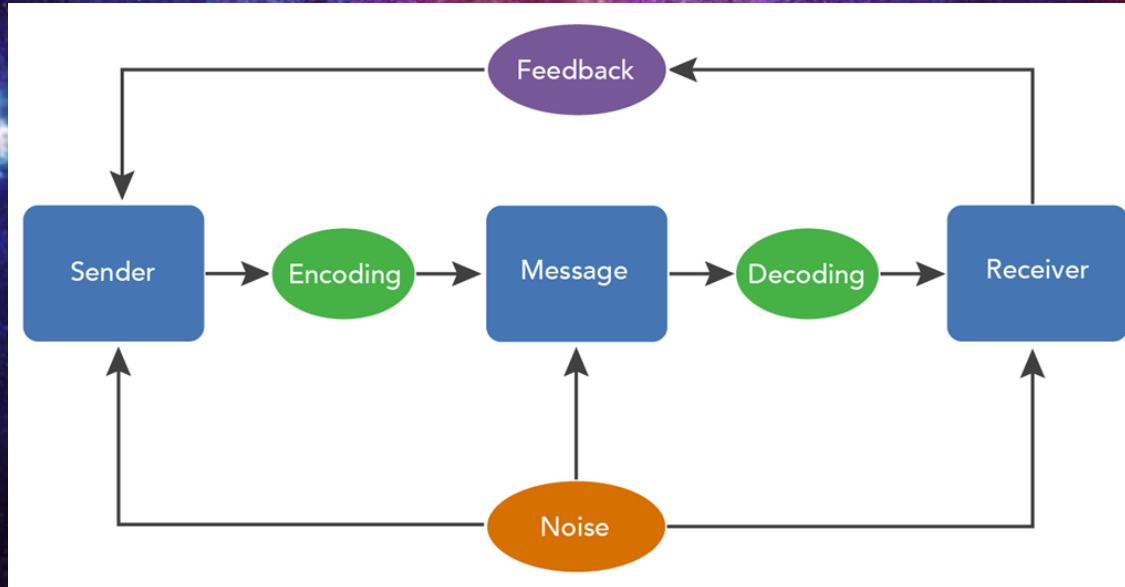 Feedback
Sender
Encoding
Message
Decoding
Receiver
Noise